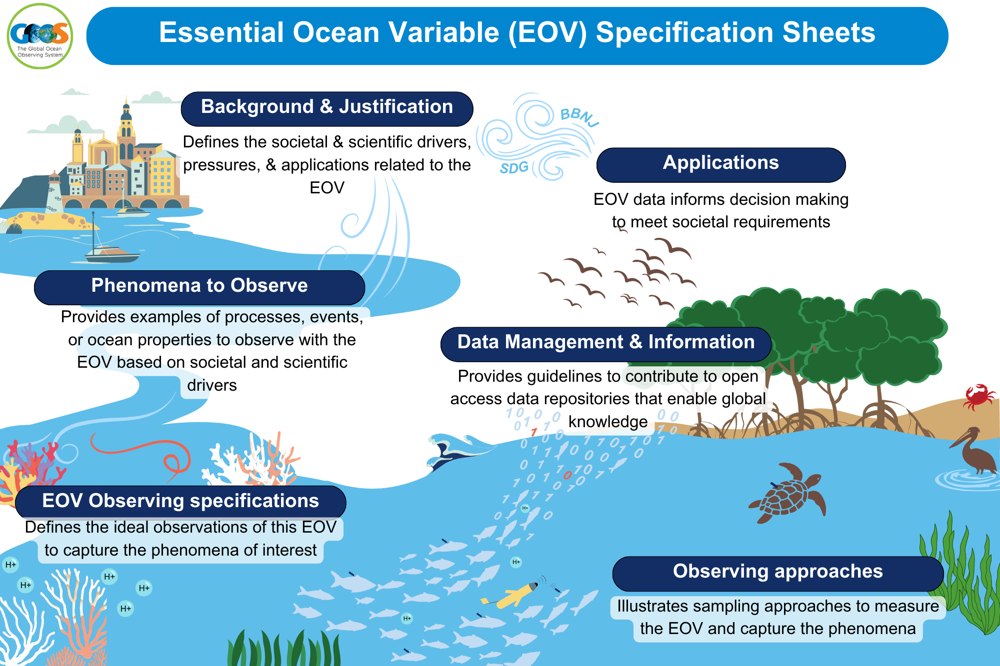 GOOS
The Global Ocean
Observing System
Essential Ocean Variable (EOV) Specification Sheets
Background & Justification
Defines the societal & scientific drivers,
pressures, & applications related to the
EOV
BBNJ
SDG
Applications
EOV data informs decision making
to meet societal requirements
Phenomena to Observe
Provides examples of processes, events,
or ocean properties to observe with the
EOV based on societal and scientific
drivers
Data Management & Information
Provides guidelines to contribute to open
access data repositories that enable global
knowledge
EOV Observing specifications
Defines the ideal observations of this EOV
to capture the phenomena of interest
H+
H+
H+
H+
H+
H+
H+
H+
Observing approaches
Illustrates sampling approaches to measure
the EOV and capture the phenomena